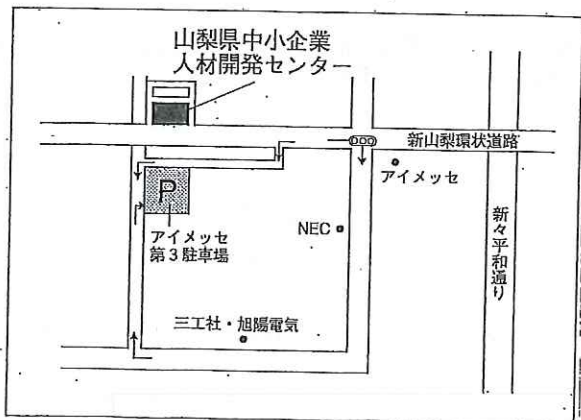 山梨県中小企業
人材開発センター
新山梨環状道路
アイメッセ
P
新々平和通り
NEC
アイメッセ
第3駐車場
三工社・旭陽電気